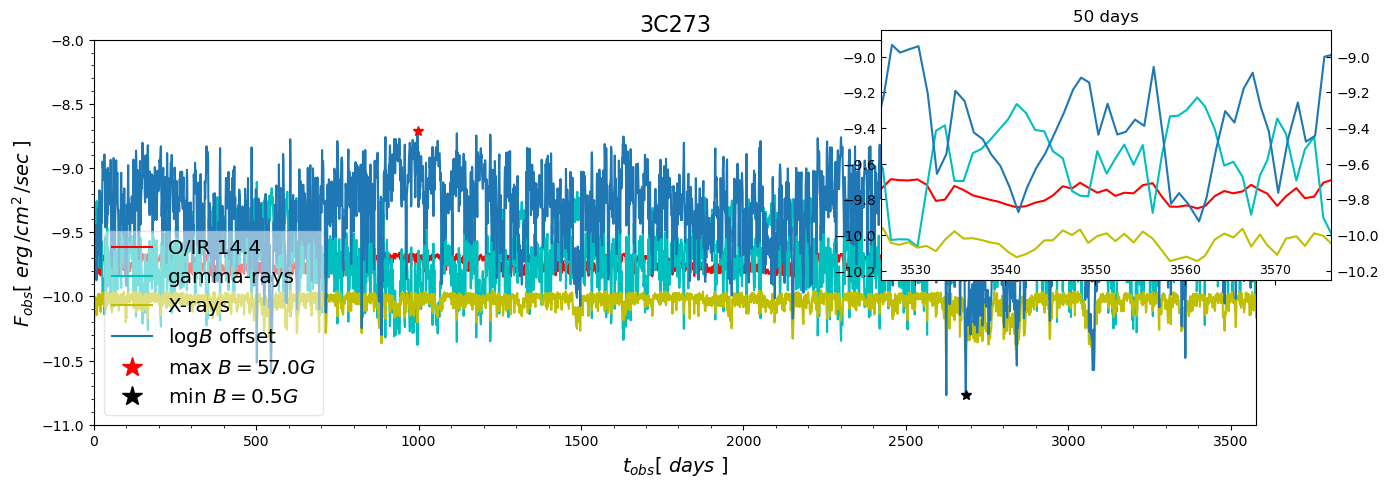 3C273
50 days
−8.0
−8.5
−9.0
−9.5
−10.0
−10.5
−11.0
F_obs[ erg /cm² /sec ]
−9.0
−9.2
−9.4
−9.6
−9.8
−10.0
−10.2
−9.0
−9.2
−9.4
−9.6
−9.8
−10.0
−10.2
3530 3540 3550 3560 3570
O/IR 14.4
gamma-rays
X-rays
logB offset
max B = 57.0G
min B = 0.5G
0 500 1000 1500 2000 2500 3000 3500
t_obs[ days ]